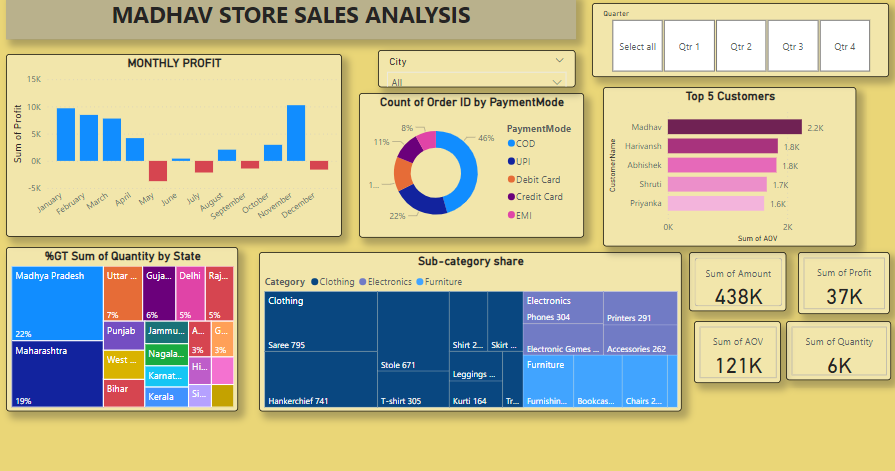 MADHAV STORE SALES ANALYSIS
Quarter
Select all
Qtr 1
Qtr 2
Qtr 3
Qtr 4
City
All
MONTHLY PROFIT
Sum of Profit
15K
10K
5K
0K
-5K
January
February
March
April
May
June
July
August
September
October
November
December
Count of Order ID by PaymentMode
8%
46%
11%
1...
22%
PaymentMode
COD
UPI
Debit Card
Credit Card
EMI
Top 5 Customers
CustomerName
Madhav
2.2K
Harivansh
1.8K
Abhishek
1.8K
Shruti
1.7K
Priyanka
1.6K
0K
2K
Sum of AOV
%GT Sum of Quantity by State
Madhya Pradesh
22%
Maharashtra
19%
Uttar ...
7%
Guja...
6%
Delhi
5%
Raj...
5%
Punjab
West ...
Bihar
Jammu...
Nagala...
Karnat...
Kerala
A...
3%
G...
3%
Hi...
Si...
Sub-category share
Category
Clothing
Electronics
Furniture
Clothing
Saree 795
Hankerchief 741
Stole 671
T-shirt 305
Shirt 2...
Skirt ...
Leggings ...
Kurti 164
Tr...
Electronics
Phones 304
Printers 291
Electronic Games ...
Accessories 262
Furniture
Furnishin...
Bookcas...
Chairs 2...
Sum of Amount
438K
Sum of Profit
37K
Sum of AOV
121K
Sum of Quantity
6K